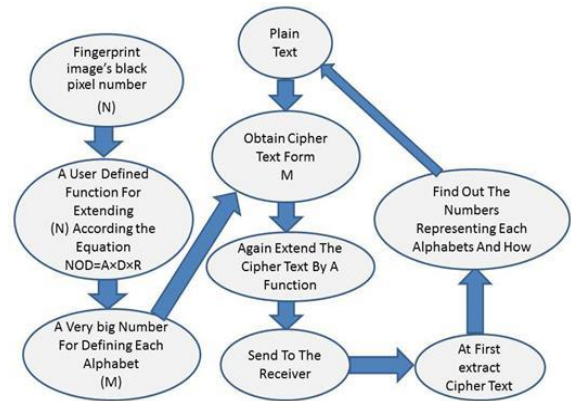 Fingerprint
image's black
pixel number
(N)
A User Defined
Function For
Extending
(N) According the
Equation
NOD=A×D×R
A Very big Number
For Defining Each
Alphabet
(M)
Plain
Text
Obtain Cipher
Text Form
M
Again Extend The
Cipher Text By A
Function
Send To The
Receiver
At First
extract
Cipher Text
Find Out The
Numbers
Representing Each
Alphabets And How